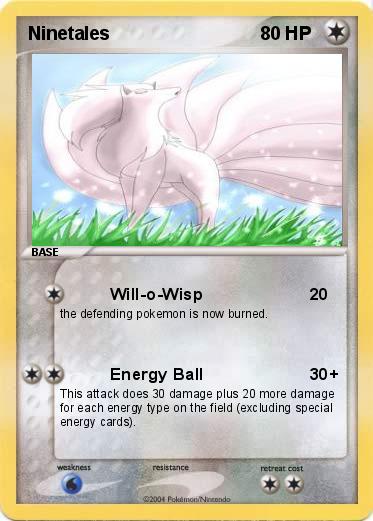 Ninetales 80 HP
BASE
Will-o-Wisp 20
the defending pokemon is now burned.
Energy Ball 30+
This attack does 30 damage plus 20 more damage
for each energy type on the field (excluding special
energy cards).
weakness resistance retreat cost
©2004 Pokémon/Nintendo